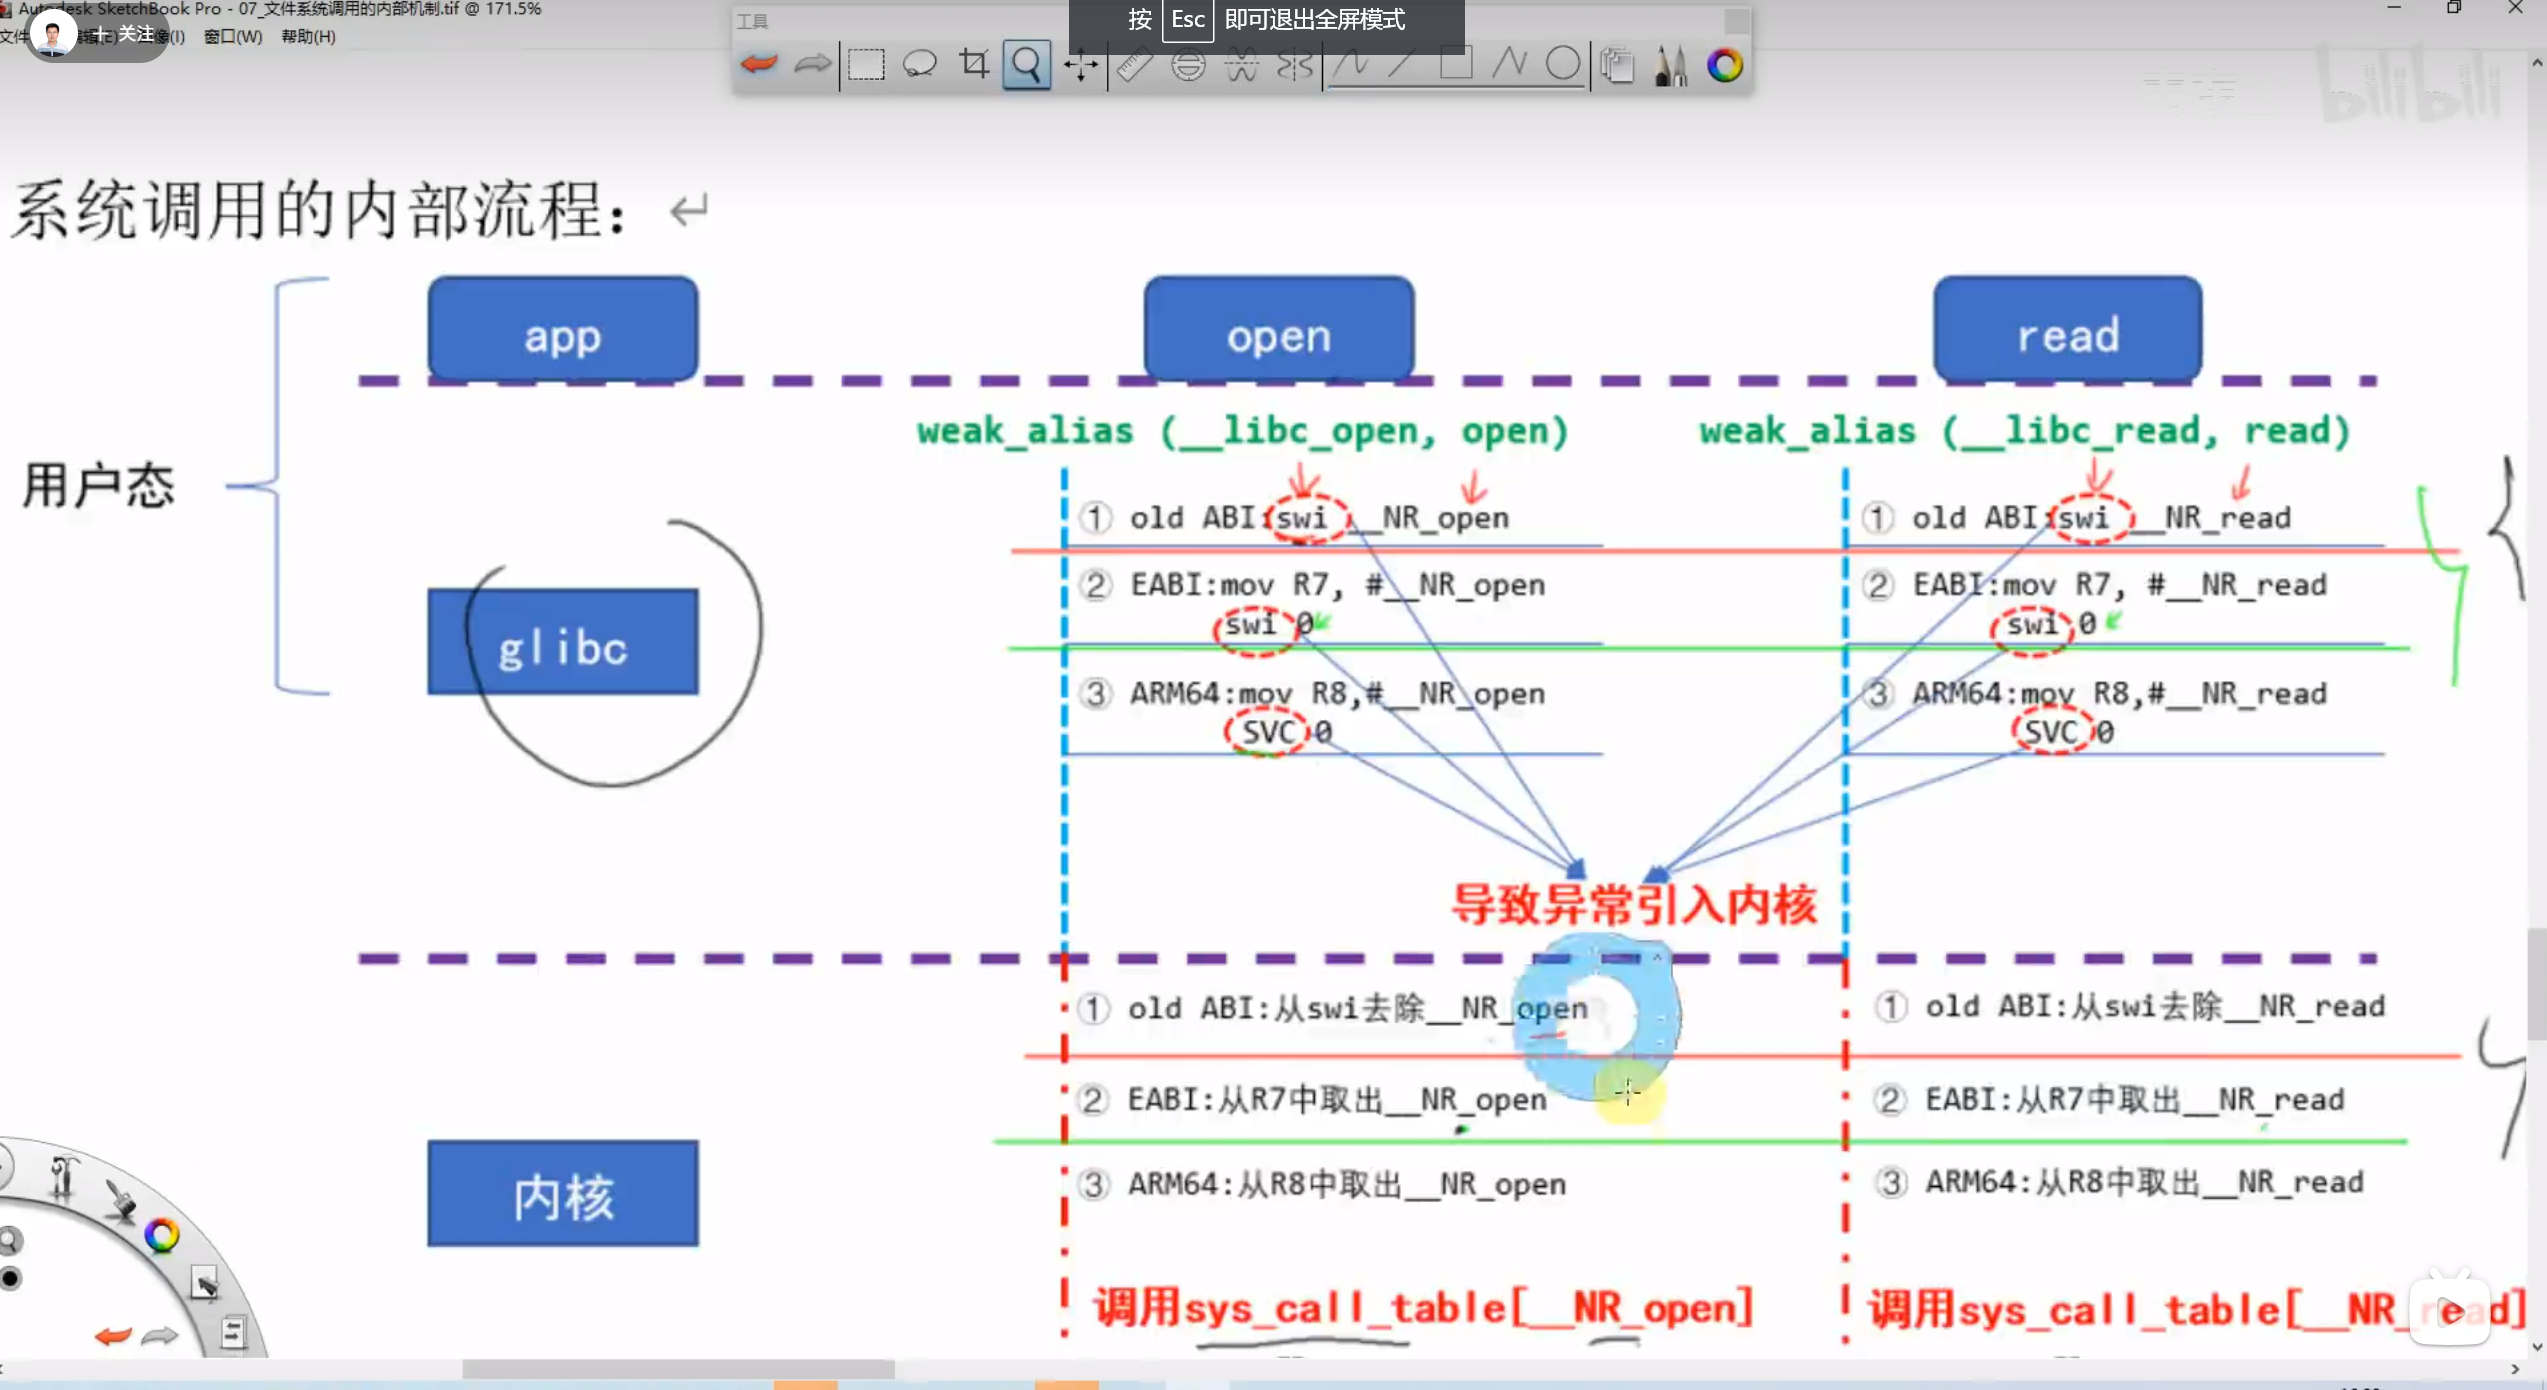 Autodesk SketchBook Pro - 07_文件系统调用的内部机制.tif @ 171.5%
关注
窗口(W) 帮助(H)
工具
按 Esc 即可退出全屏模式
bilibili
系统调用的内部流程：
app
open
read
weak_alias (__libc_open, open)
weak_alias (__libc_read, read)
用户态
① old ABI:swi __NR_open
① old ABI:swi __NR_read
② EABI:mov R7, #__NR_open
swi 0
② EABI:mov R7, #__NR_read
swi 0
glibc
③ ARM64:mov R8,#__NR_open
SVC 0
③ ARM64:mov R8,#__NR_read
SVC 0
导致异常引入内核
① old ABI:从swi去除__NR_open
① old ABI:从swi去除__NR_read
② EABI:从R7中取出__NR_open
② EABI:从R7中取出__NR_read
内核
③ ARM64:从R8中取出__NR_open
③ ARM64:从R8中取出__NR_read
调用sys_call_table[__NR_open]
调用sys_call_table[__NR_read]